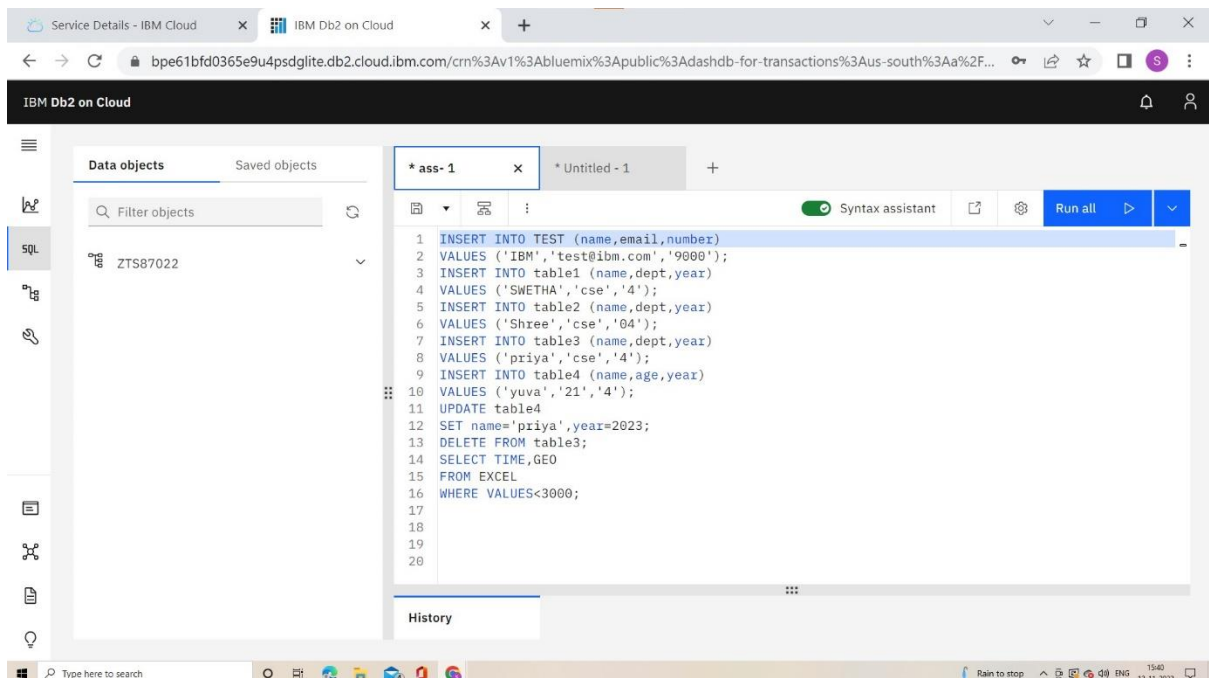 Service Details - IBM Cloud
IBM Db2 on Cloud
bpe61bfd0365e9u4psdglite.db2.cloud.ibm.com/crn%3Av1%3Abluemix%3Apublic%3Adashdb-for-transactions%3Aus-south%3Aa%2F...
S
IBM Db2 on Cloud
Data objects
Saved objects
* ass- 1
* Untitled - 1
Filter objects
Syntax assistant
Run all
SQL
ZTS87022
1 INSERT INTO TEST (name,email,number)
2 VALUES ('IBM','test@ibm.com','9000');
3 INSERT INTO table1 (name,dept,year)
4 VALUES ('SWETHA','cse','4');
5 INSERT INTO table2 (name,dept,year)
6 VALUES ('Shree','cse','04');
7 INSERT INTO table3 (name,dept,year)
8 VALUES ('priya','cse','4');
9 INSERT INTO table4 (name,age,year)
10 VALUES ('yuva','21','4');
11 UPDATE table4
12 SET name='priya',year=2023;
13 DELETE FROM table3;
14 SELECT TIME,GEO
15 FROM EXCEL
16 WHERE VALUES<3000;
17
18
19
20
History
Type here to search
Rain to stop
ENG
15:40